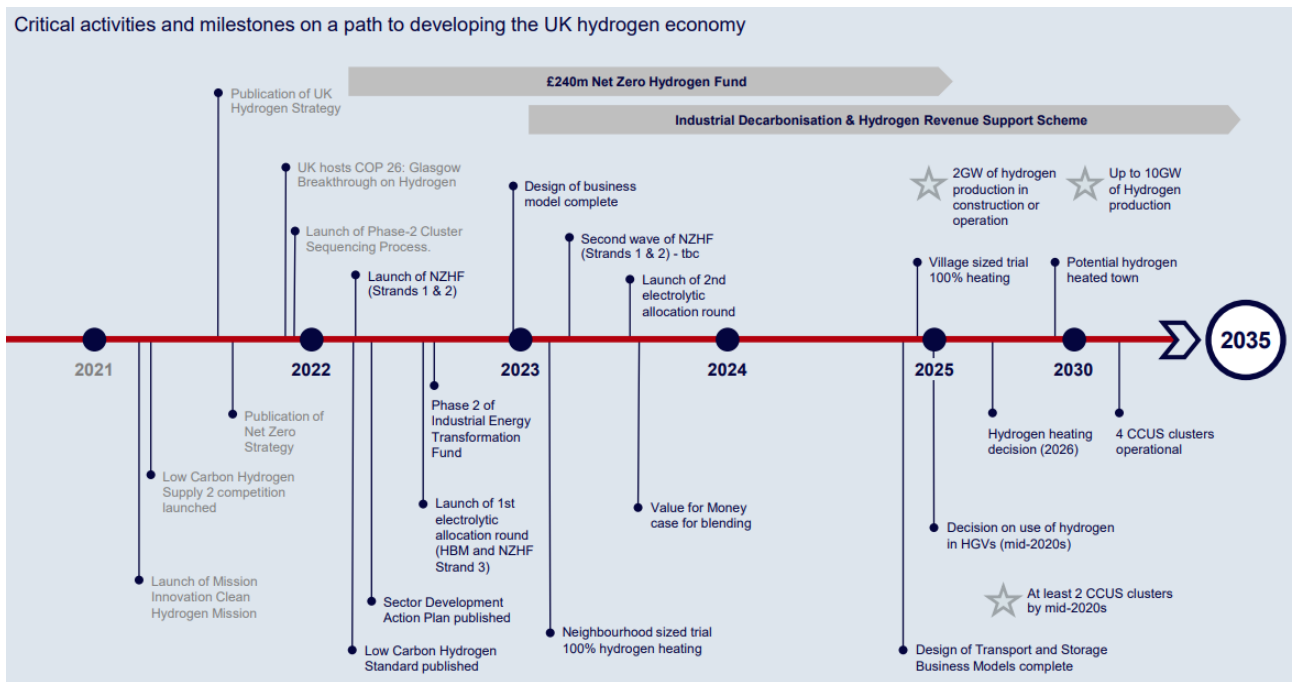 Critical activities and milestones on a path to developing the UK hydrogen economy
£240m Net Zero Hydrogen Fund
Industrial Decarbonisation & Hydrogen Revenue Support Scheme
Publication of UK
Hydrogen Strategy
UK hosts COP 26: Glasgow
Breakthrough on Hydrogen
Launch of Phase-2 Cluster
Sequencing Process.
Launch of NZHF
(Strands 1 & 2)
Design of business
model complete
Second wave of NZHF
(Strands 1 & 2) - tbc
Launch of 2nd
electrolytic
allocation round
2GW of hydrogen
production in
construction or
operation
Up to 10GW
of Hydrogen
production
Village sized trial
100% heating
Potential hydrogen
heated town
2021
2022
2023
2024
2025
2030
2035
Publication of
Net Zero
Strategy
Low Carbon Hydrogen
Supply 2 competition
launched
Launch of Mission
Innovation Clean
Hydrogen Mission
Phase 2 of
Industrial Energy
Transformation
Fund
Launch of 1st
electrolytic
allocation round
(HBM and NZHF
Strand 3)
Sector Development
Action Plan published
Low Carbon Hydrogen
Standard published
Value for Money
case for blending
Neighbourhood sized trial
100% hydrogen heating
Hydrogen heating
decision (2026)
4 CCUS clusters
operational
Decision on use of hydrogen
in HGVs (mid-2020s)
At least 2 CCUS clusters
by mid-2020s
Design of Transport and Storage
Business Models complete